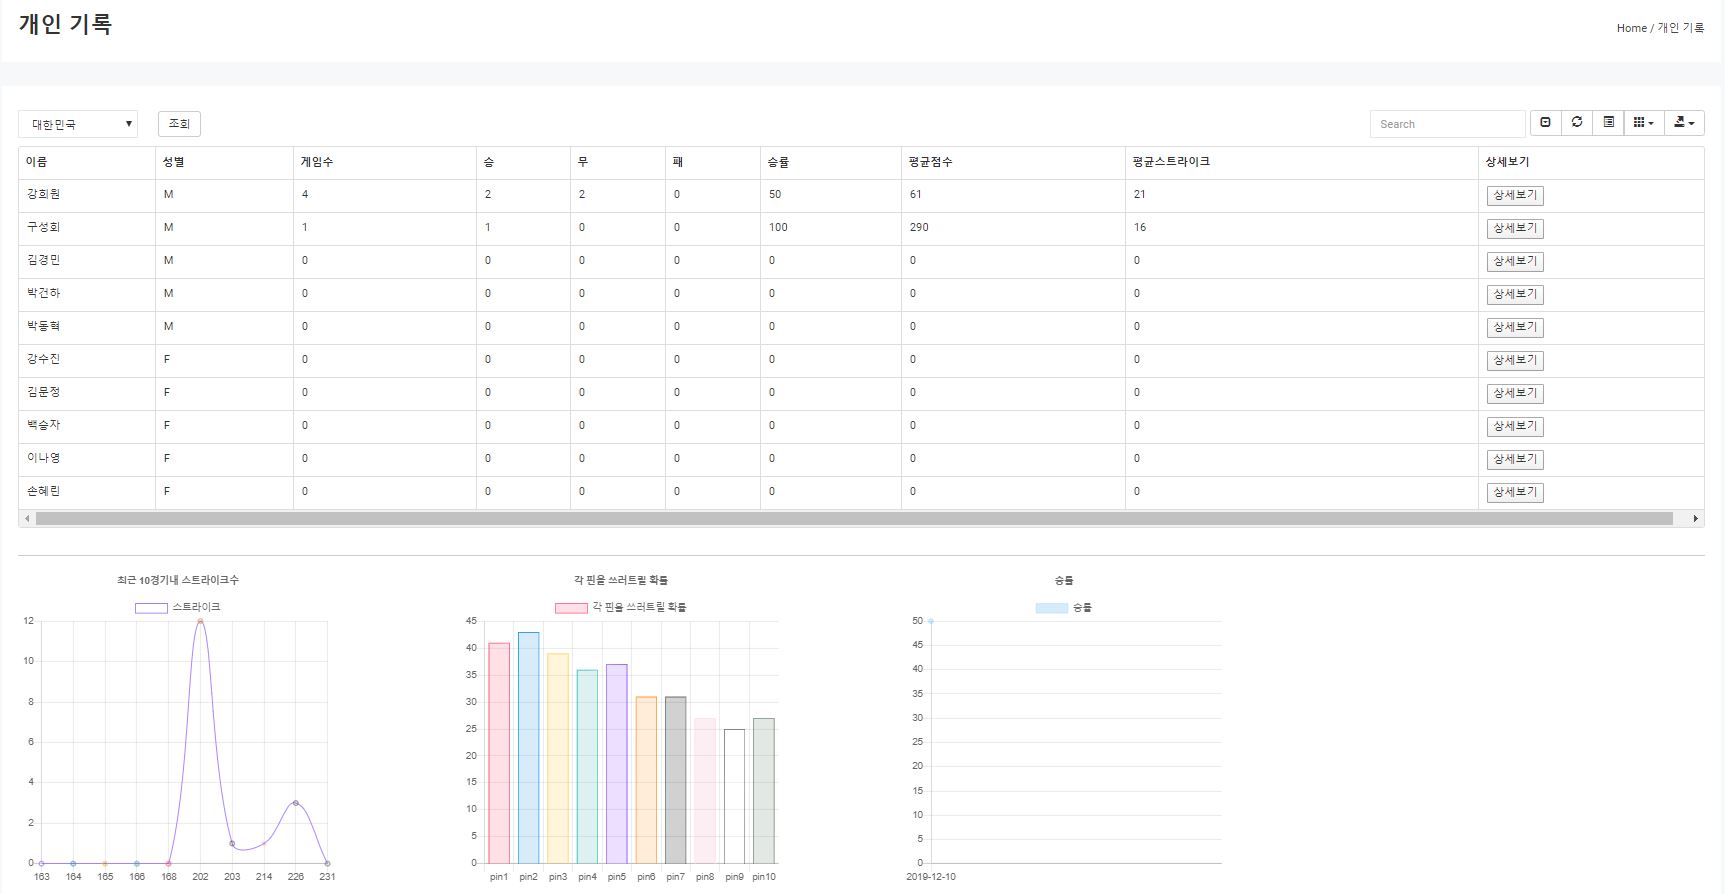 개인 기록
Home / 개인 기록
대한민국 조회 Search
이름 성별 게임수 승 무 패 승률 평균점수 평균스트라이크 상세보기
강희원 M 4 2 2 0 50 61 21 상세보기
구성회 M 1 1 0 0 100 290 16 상세보기
김경민 M 0 0 0 0 0 0 0 상세보기
박건하 M 0 0 0 0 0 0 0 상세보기
박동혁 M 0 0 0 0 0 0 0 상세보기
강수진 F 0 0 0 0 0 0 0 상세보기
김문정 F 0 0 0 0 0 0 0 상세보기
백승자 F 0 0 0 0 0 0 0 상세보기
이나영 F 0 0 0 0 0 0 0 상세보기
손혜린 F 0 0 0 0 0 0 0 상세보기
최근 10경기내 스트라이크수
스트라이크
12
10
8
6
4
2
0
163 164 165 166 168 202 203 214 226 231
각 핀을 쓰러트릴 확률
각 핀을 쓰러트릴 확률
45
40
35
30
25
20
15
10
5
0
pin1 pin2 pin3 pin4 pin5 pin6 pin7 pin8 pin9 pin10
승률
승률
50
45
40
35
30
25
20
15
10
5
0
2019-12-10